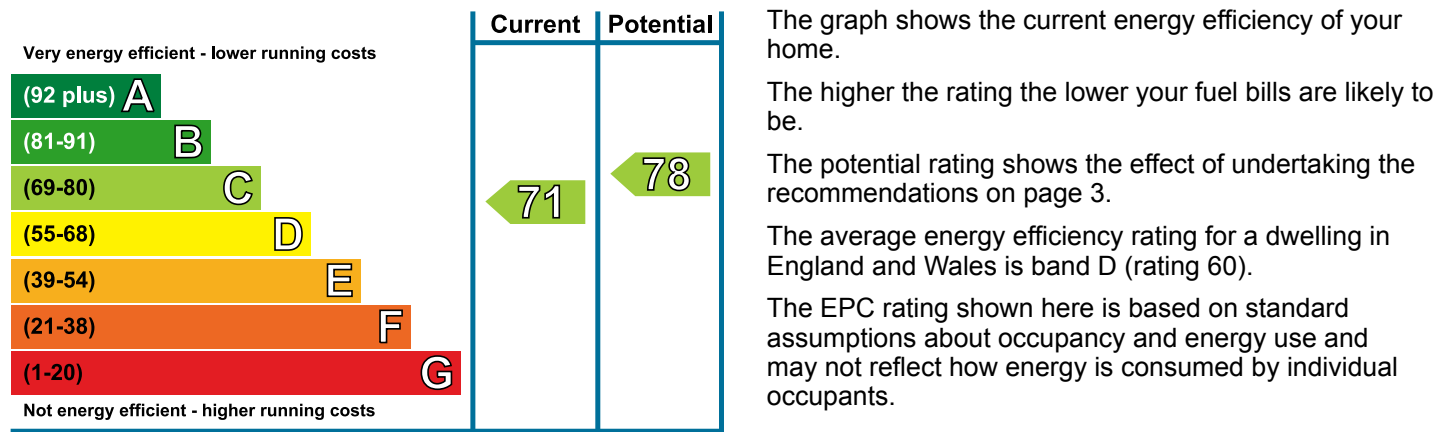 Current Potential
Very energy efficient - lower running costs
(92 plus) A
(81-91) B
(69-80) C
(55-68) D
(39-54) E
(21-38) F
(1-20) G
Not energy efficient - higher running costs
71
78
The graph shows the current energy efficiency of your
home.
The higher the rating the lower your fuel bills are likely to
be.
The potential rating shows the effect of undertaking the
recommendations on page 3.
The average energy efficiency rating for a dwelling in
England and Wales is band D (rating 60).
The EPC rating shown here is based on standard
assumptions about occupancy and energy use and
may not reflect how energy is consumed by individual
occupants.